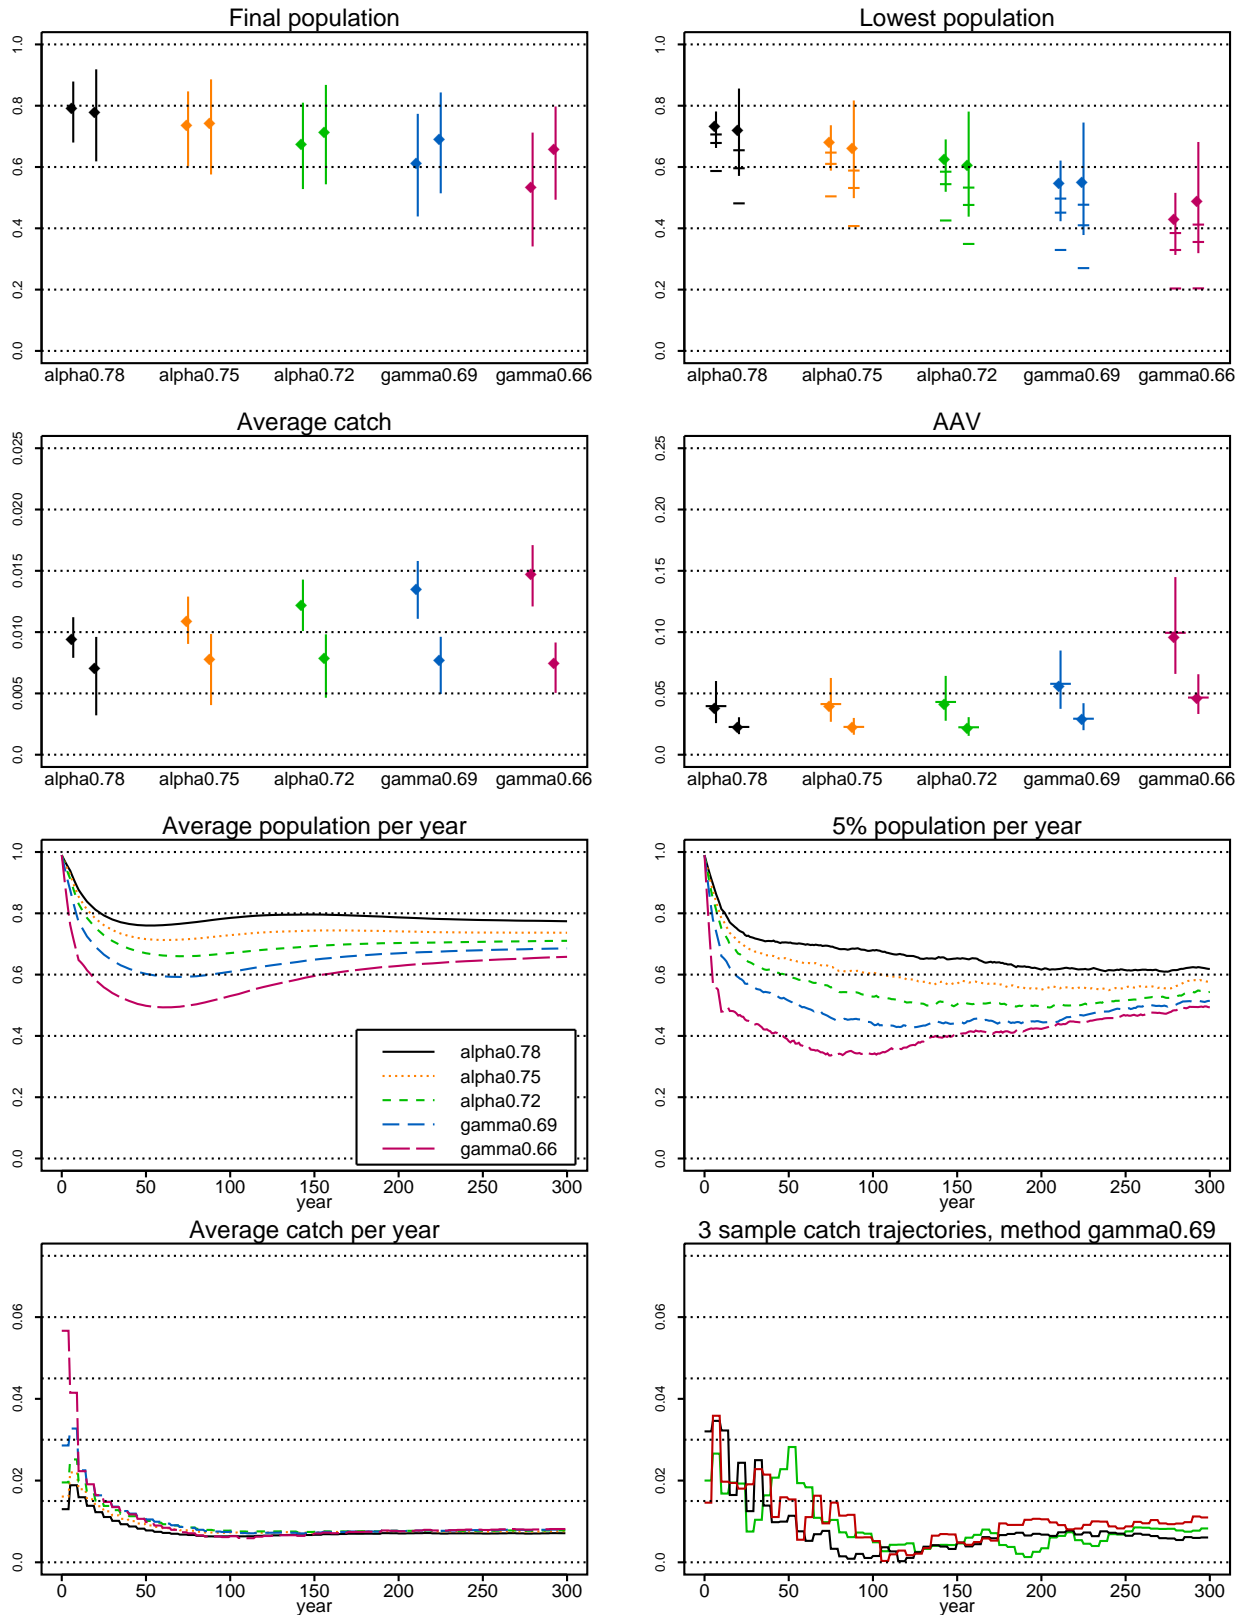 Final population
1.0
0.8
0.6
0.4
0.2
0.0
alpha0.78 alpha0.75 alpha0.72 gamma0.69 gamma0.66
Lowest population
1.0
0.8
0.6
0.4
0.2
0.0
alpha0.78 alpha0.75 alpha0.72 gamma0.69 gamma0.66
Average catch
0.025
0.020
0.015
0.010
0.005
0.0
alpha0.78 alpha0.75 alpha0.72 gamma0.69 gamma0.66
AAV
0.25
0.20
0.15
0.10
0.05
0.0
alpha0.78 alpha0.75 alpha0.72 gamma0.69 gamma0.66
Average population per year
1.0
0.8
0.6
0.4
0.2
0.0
alpha0.78
alpha0.75
alpha0.72
gamma0.69
gamma0.66
0 50 100 150 200 250 300
year
5% population per year
1.0
0.8
0.6
0.4
0.2
0.0
0 50 100 150 200 250 300
year
Average catch per year
0.06
0.04
0.02
0.0
0 50 100 150 200 250 300
year
3 sample catch trajectories, method gamma0.69
0.06
0.04
0.02
0.0
0 50 100 150 200 250 300
year